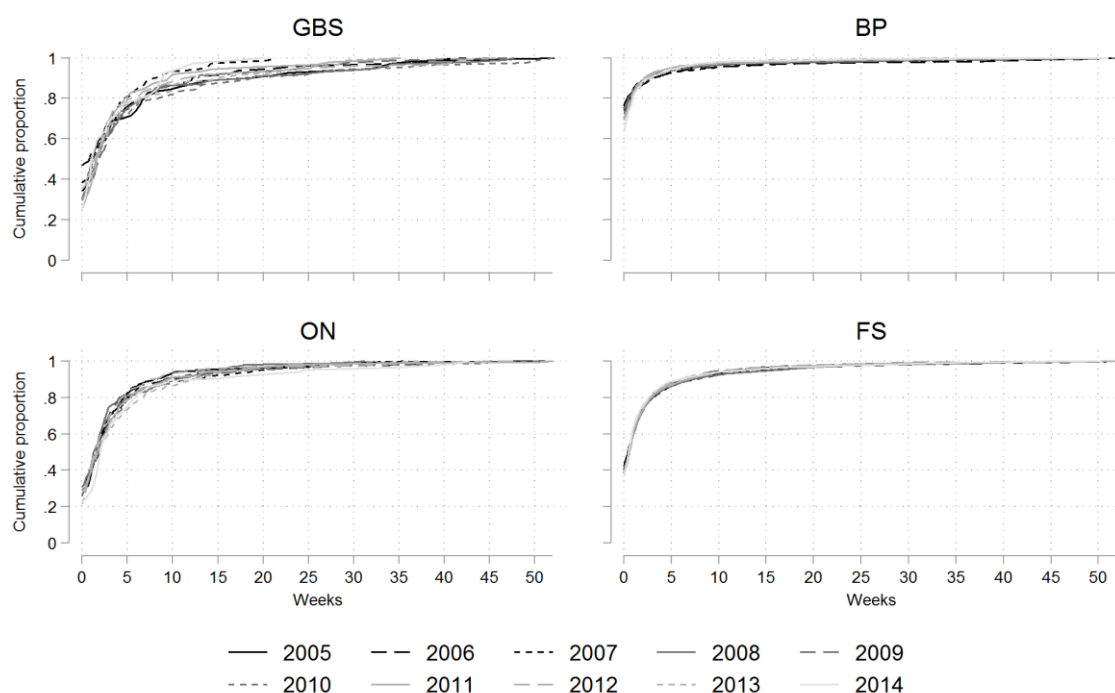 GBS
BP
Cumulative proportion
1
.8
.6
.4
.2
0
ON
FS
Cumulative proportion
1
.8
.6
.4
.2
0
0 5 10 15 20 25 30 35 40 45 50
0 5 10 15 20 25 30 35 40 45 50
Weeks
Weeks
2005 2006 2007 2008 2009
2010 2011 2012 2013 2014